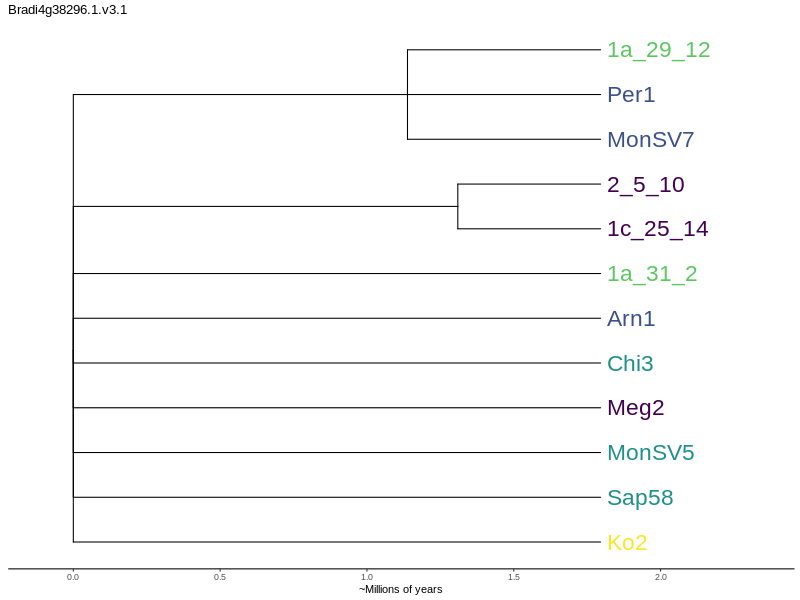 Bradi4g38296.1.v3.1
1a_29_12
Per1
MonSV7
2_5_10
1c_25_14
1a_31_2
Arn1
Chi3
Meg2
MonSV5
Sap58
Ko2
0.0 0.5 1.0 1.5 2.0
~Millions of years